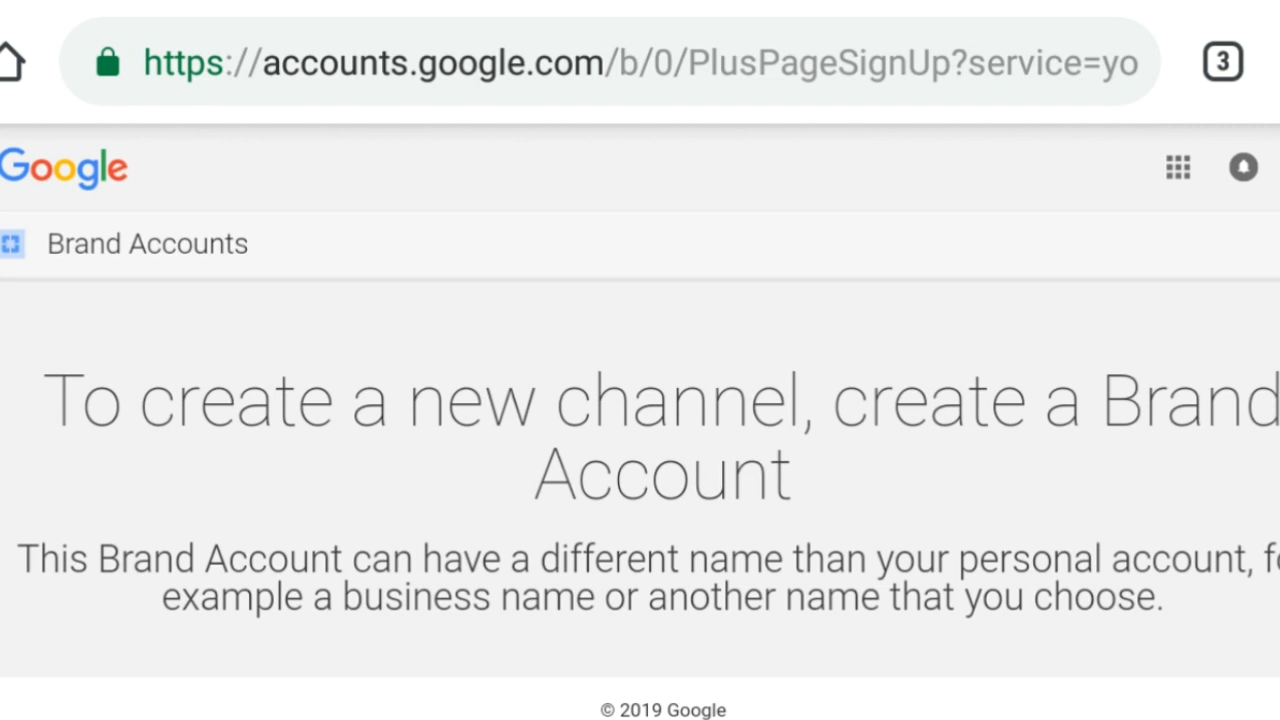 https://accounts.google.com/b/0/PlusPageSignUp?service=yo
3
Google
Brand Accounts
To create a new channel, create a Brand
Account
This Brand Account can have a different name than your personal account, fo
example a business name or another name that you choose.
© 2019 Google